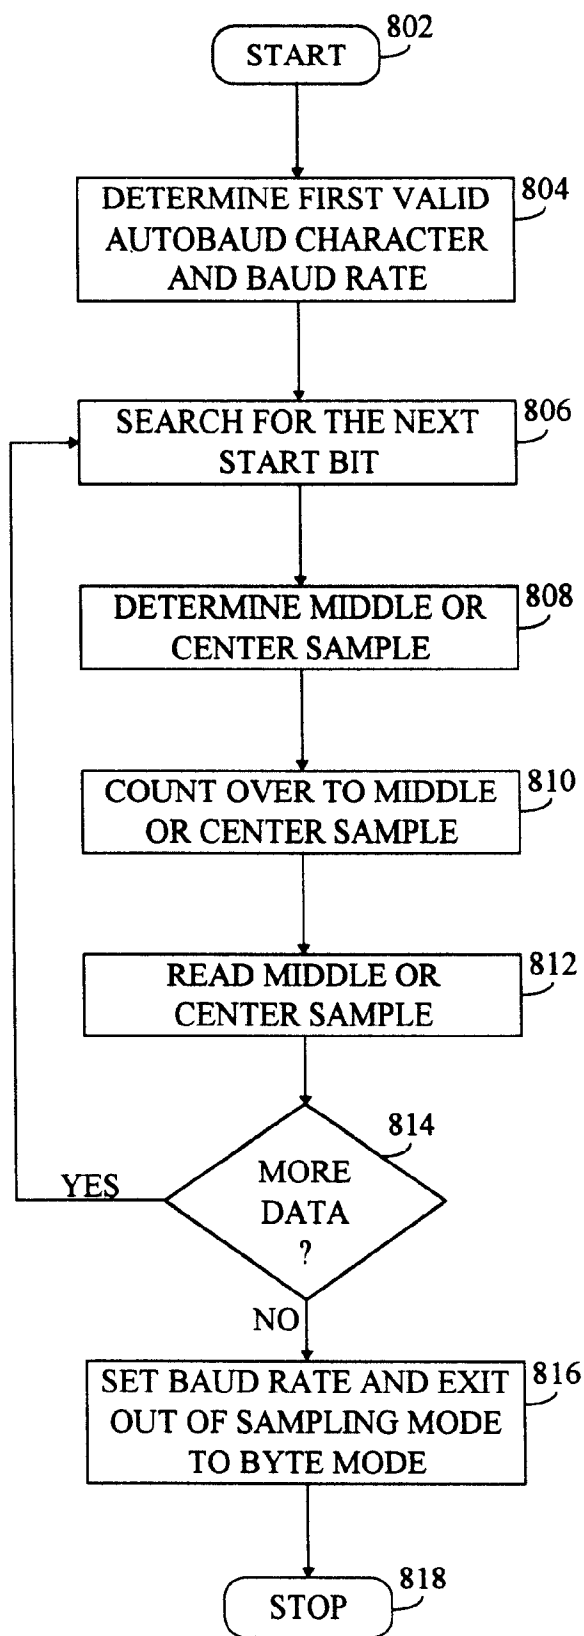 802
START
804
DETERMINE FIRST VALID
AUTOBAUD CHARACTER
AND BAUD RATE
806
SEARCH FOR THE NEXT
START BIT
808
DETERMINE MIDDLE OR
CENTER SAMPLE
810
COUNT OVER TO MIDDLE
OR CENTER SAMPLE
812
READ MIDDLE OR
CENTER SAMPLE
814
MORE
DATA
?
YES
NO
816
SET BAUD RATE AND EXIT
OUT OF SAMPLING MODE
TO BYTE MODE
818
STOP